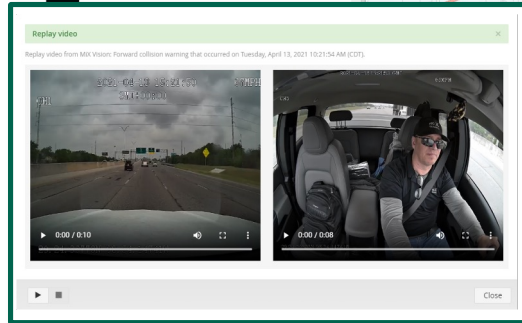 Replay video ×
Replay video from MiX Vision: Forward collision warning that occurred on Tuesday, April 13, 2021 10:21:54 AM (CDT).
0:00 / 0:10
0:00 / 0:08
Close